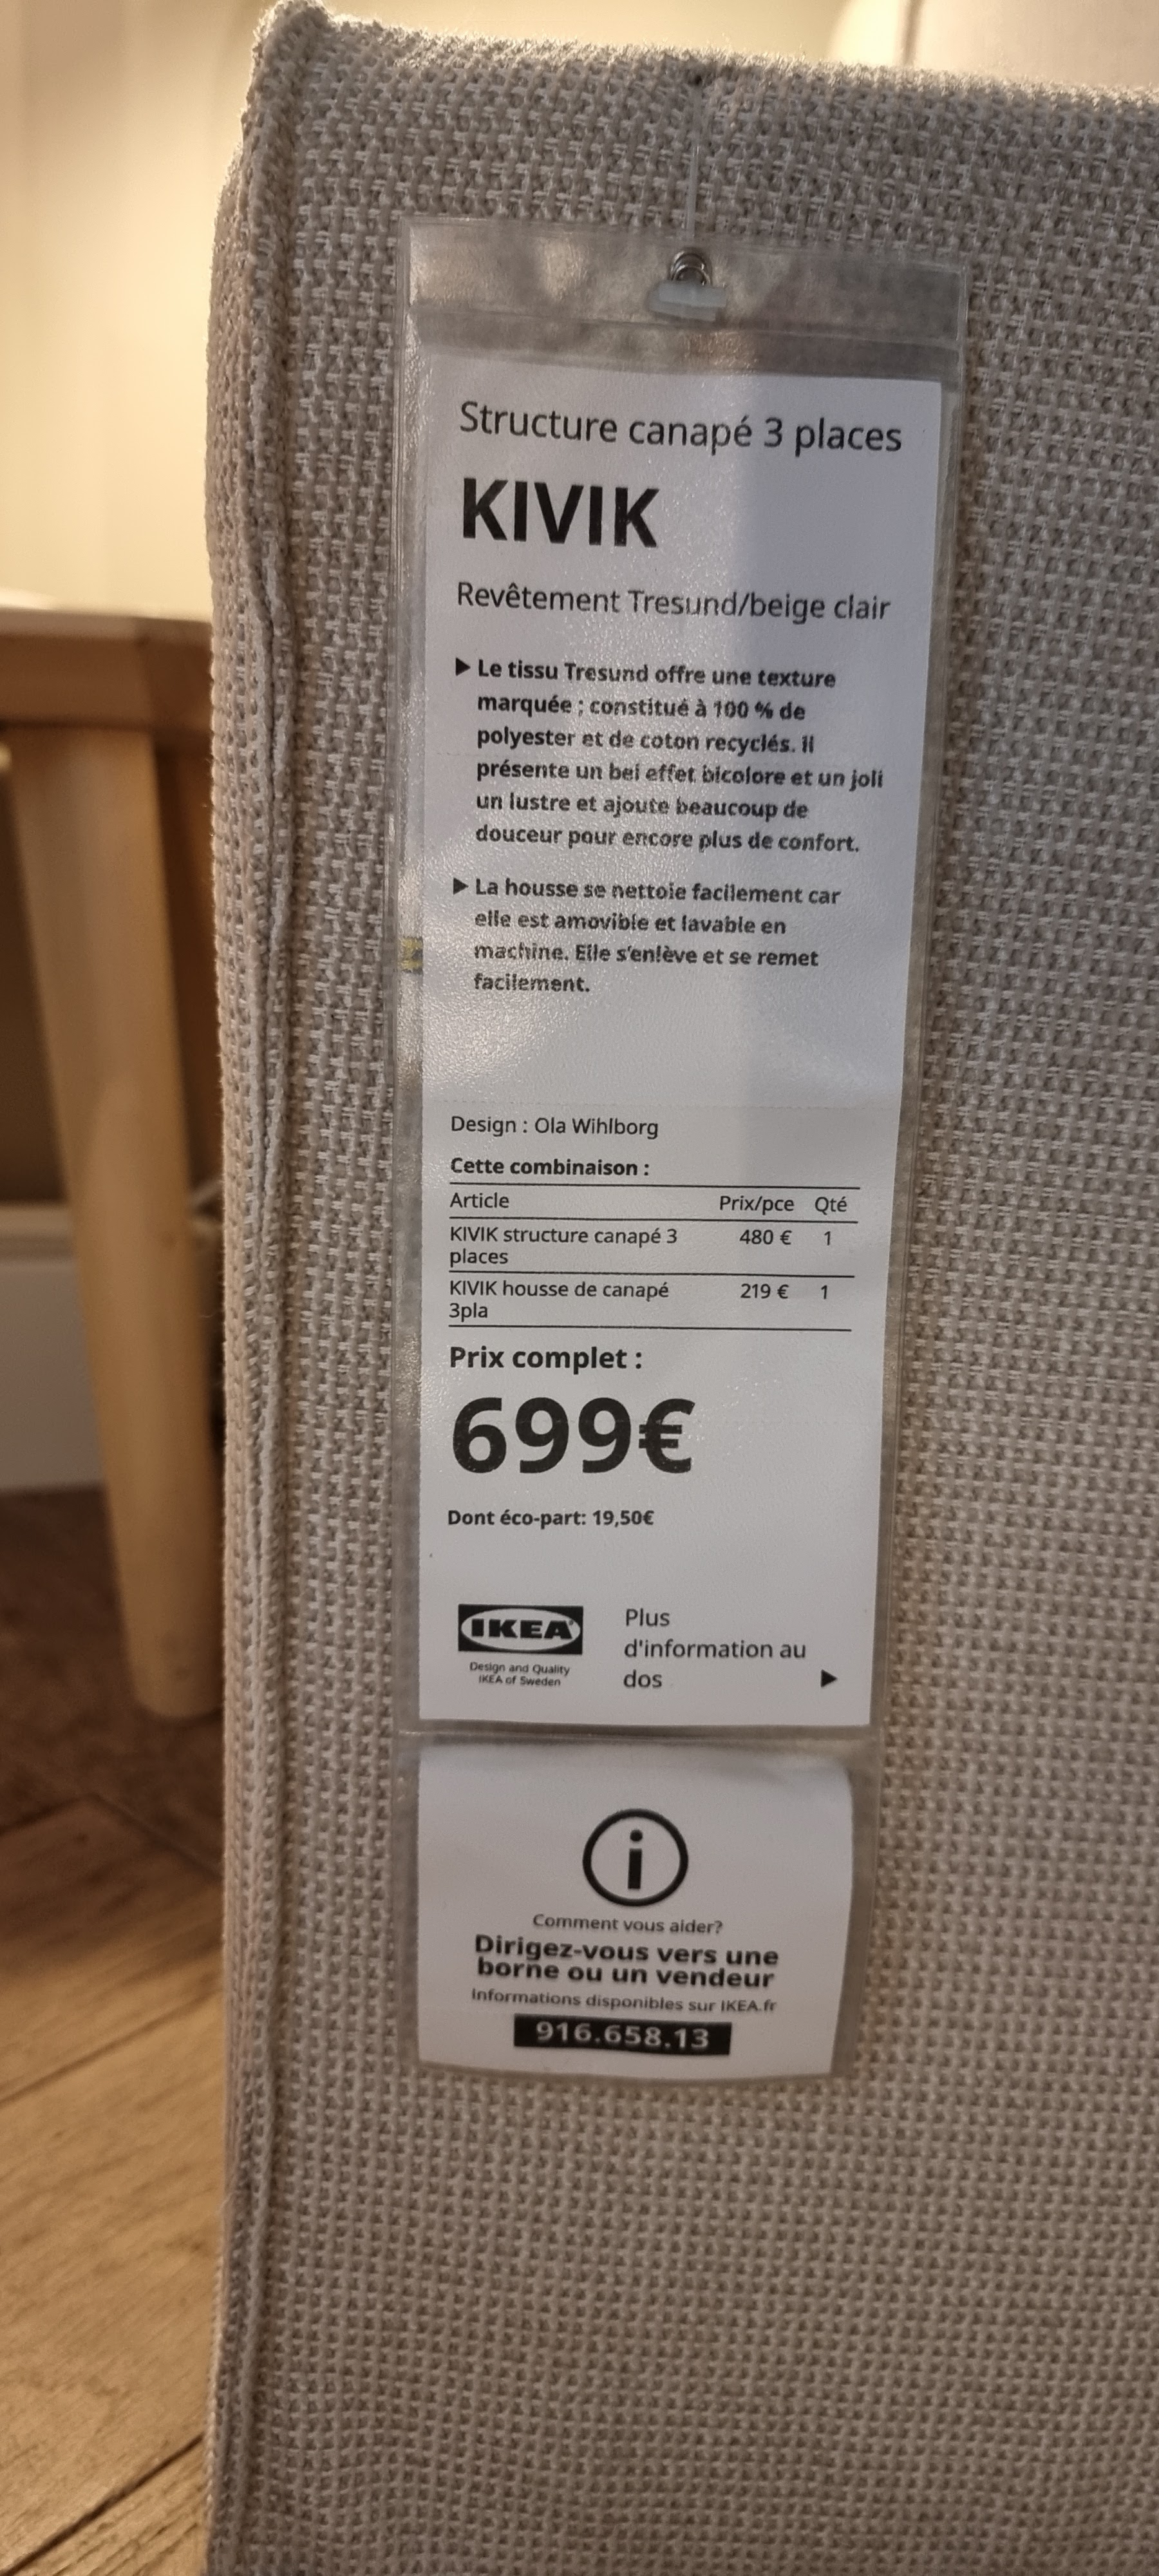 Structure canapé 3 places
KIVIK
Revêtement Tresund/beige clair
▶ Le tissu Tresund offre une texture
marquée ; constitué à 100 % de
polyester et de coton recyclés. Il
présente un bel effet bicolore et un joli
un lustre et ajoute beaucoup de
douceur pour encore plus de confort.
▶ La housse se nettoie facilement car
elle est amovible et lavable en
machine. Elle s'enlève et se remet
facilement.
Design : Ola Wihlborg
Cette combinaison :
Article Prix/pce Qté
KIVIK structure canapé 3 480 € 1
places
KIVIK housse de canapé 219 € 1
3pla
Prix complet :
699€
Dont éco-part: 19,50€
IKEA
Design and Quality
IKEA of Sweden
Plus
d'information au
dos ▶
i
Comment vous aider?
Dirigez-vous vers une
borne ou un vendeur
Informations disponibles sur IKEA.fr
916.658.13